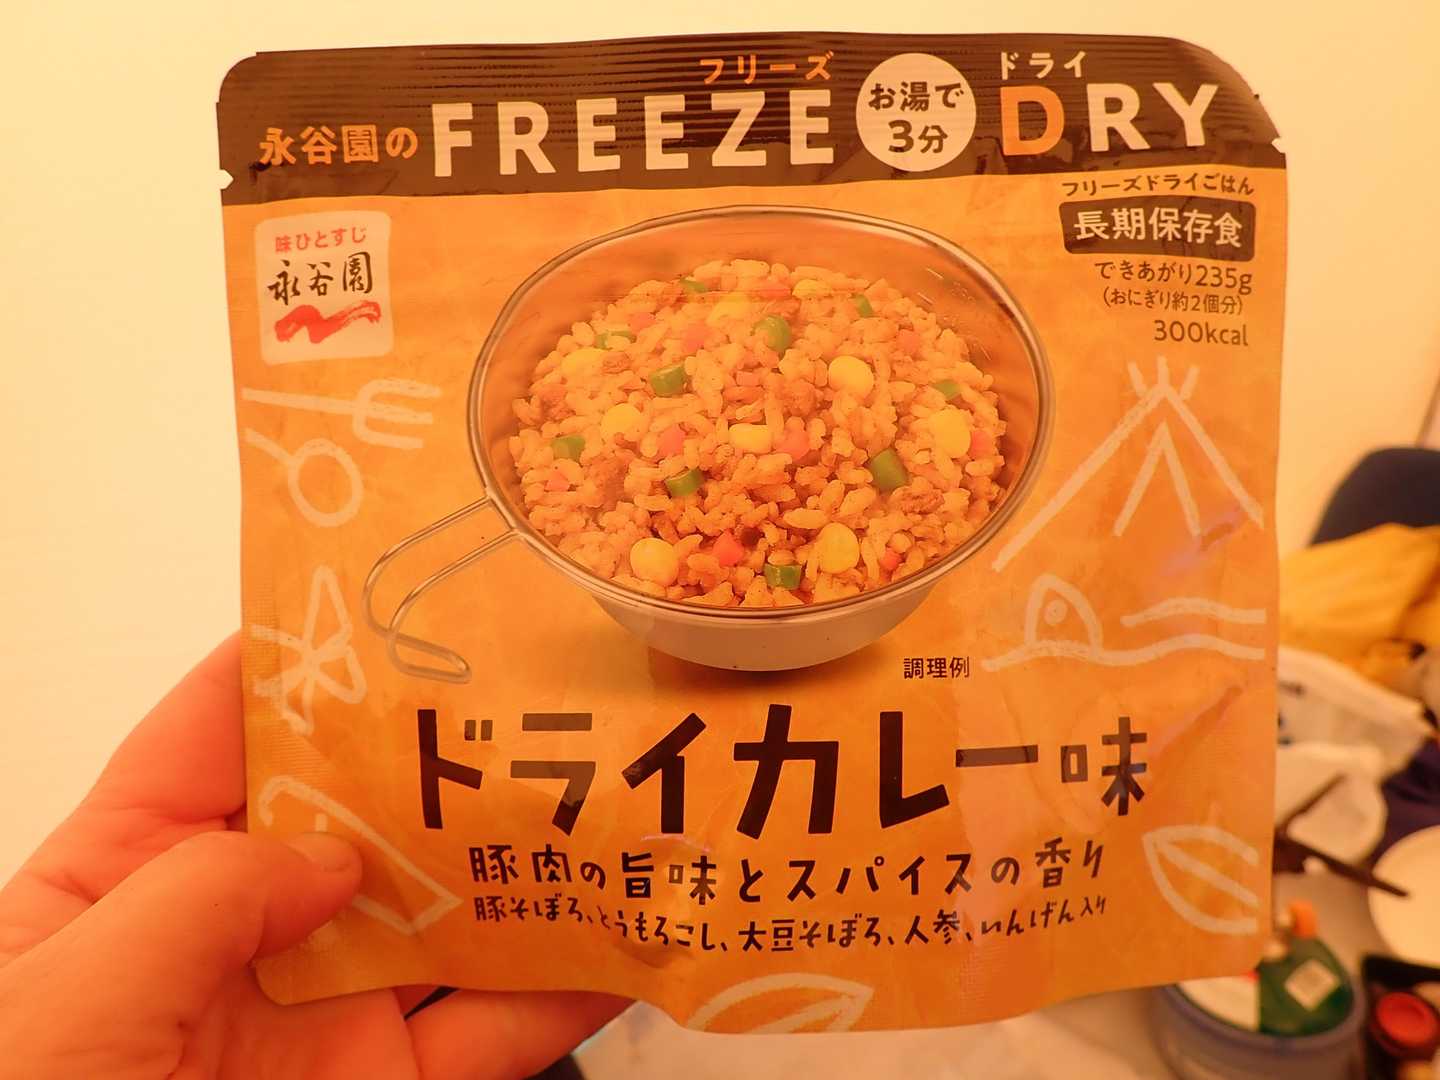 フリーズ
ドライ
永谷園の FREEZE お湯で3分 DRY
フリーズドライごはん
長期保存食
できあがり235g
(おにぎり約2個分)
300kcal
味ひとすじ
永谷園
調理例
ドライカレー味
豚肉の旨味とスパイスの香り
豚そぼろ、とうもろこし、大豆そぼろ、人参、いんげん入り